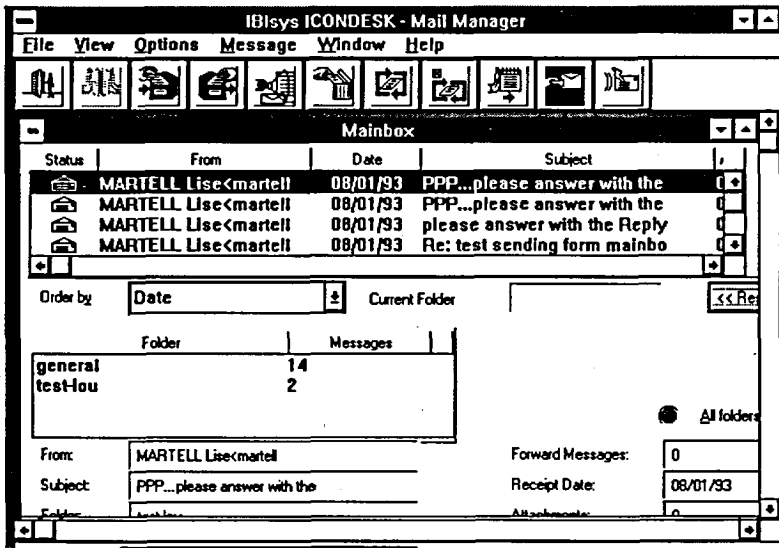 IBIsys ICONDESK - Mail Manager
File View Options Message Window Help
Mainbox
Status From Date Subject
MARTELL Lise<martell 08/01/93 PPP...please answer with the
MARTELL Lise<martell 08/01/93 PPP...please answer with the
MARTELL Lise<martell 08/01/93 please answer with the Reply
MARTELL Lise<martell 08/01/93 Re: test sending form mainbo
Order by Date Current Folder << Re
Folder Messages
general 14
2
All folders
From: MARTELL Lise<martell Forward Messages: 0
Subject: PPP...please answer with the Receipt Date: 08/01/93
Folder Attachments: 0